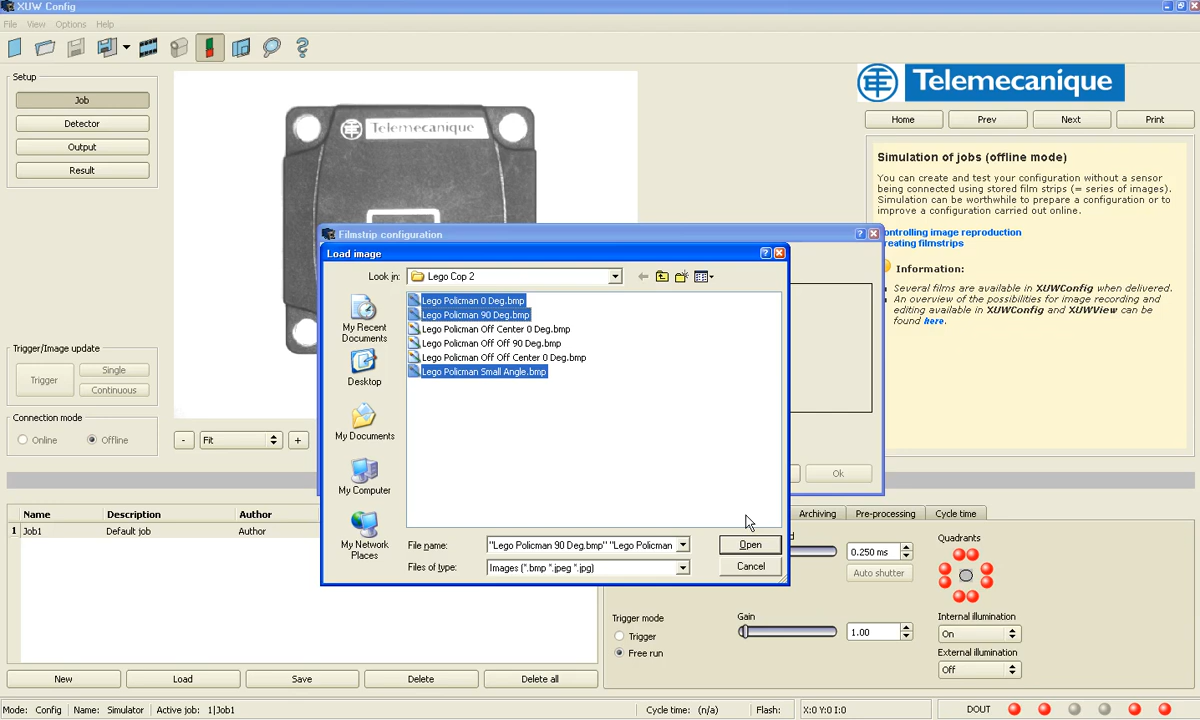 XUW Config
File View Options Help
Setup
Job
Detector
Output
Result
Telemecanique
Telemecanique
Home Prev Next Print
Simulation of jobs (offline mode)
You can create and test your configuration without a sensor
being connected using stored film strips (= series of images).
Simulation can be worthwhile to prepare a configuration or to
improve a configuration carried out online.
ontrolling image reproduction
reating filmstrips
Information:
Several films are available in XUWConfig when delivered.
An overview of the possibilities for image recording and
editing available in XUWConfig and XUWView can be
found here.
Filmstrip configuration
Load image
Look in: Lego Cop 2
My Recent
Documents
Desktop
My Documents
My Computer
My Network
Places
Lego Policman 0 Deg.bmp
Lego Policman 90 Deg.bmp
Lego Policman Off Center 0 Deg.bmp
Lego Policman Off Off 90 Deg.bmp
Lego Policman Off Off Center 0 Deg.bmp
Lego Policman Small Angle.bmp
File name: "Lego Policman 90 Deg.bmp" "Lego Policman
Open
Files of type: Images (*.bmp *.jpeg *.jpg)
Cancel
Ok
Trigger/Image update
Trigger
Single
Continuous
Connection mode
Online Offline
- Fit +
Name Description Author
1 Job1 Default job Author
New Load Save Delete Delete all
Archiving Pre-processing Cycle time
0.250 ms
Auto shutter
Quadrants
Trigger mode
Trigger
Free run
Gain
1.00
Internal illumination
On
External illumination
Off
Mode: Config Name: Simulator Active job: 1|Job1 Cycle time: (n/a) Flash: X:0 Y:0 I:0 DOUT